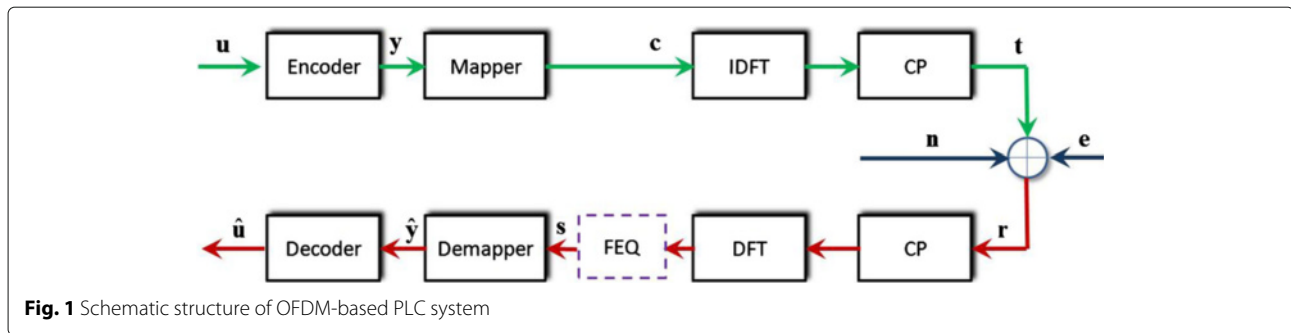 u
Encoder
y
Mapper
c
IDFT
CP
t
n
e
û
Decoder
ŷ
Demapper
s
FEQ
DFT
CP
r
Fig. 1 Schematic structure of OFDM-based PLC system